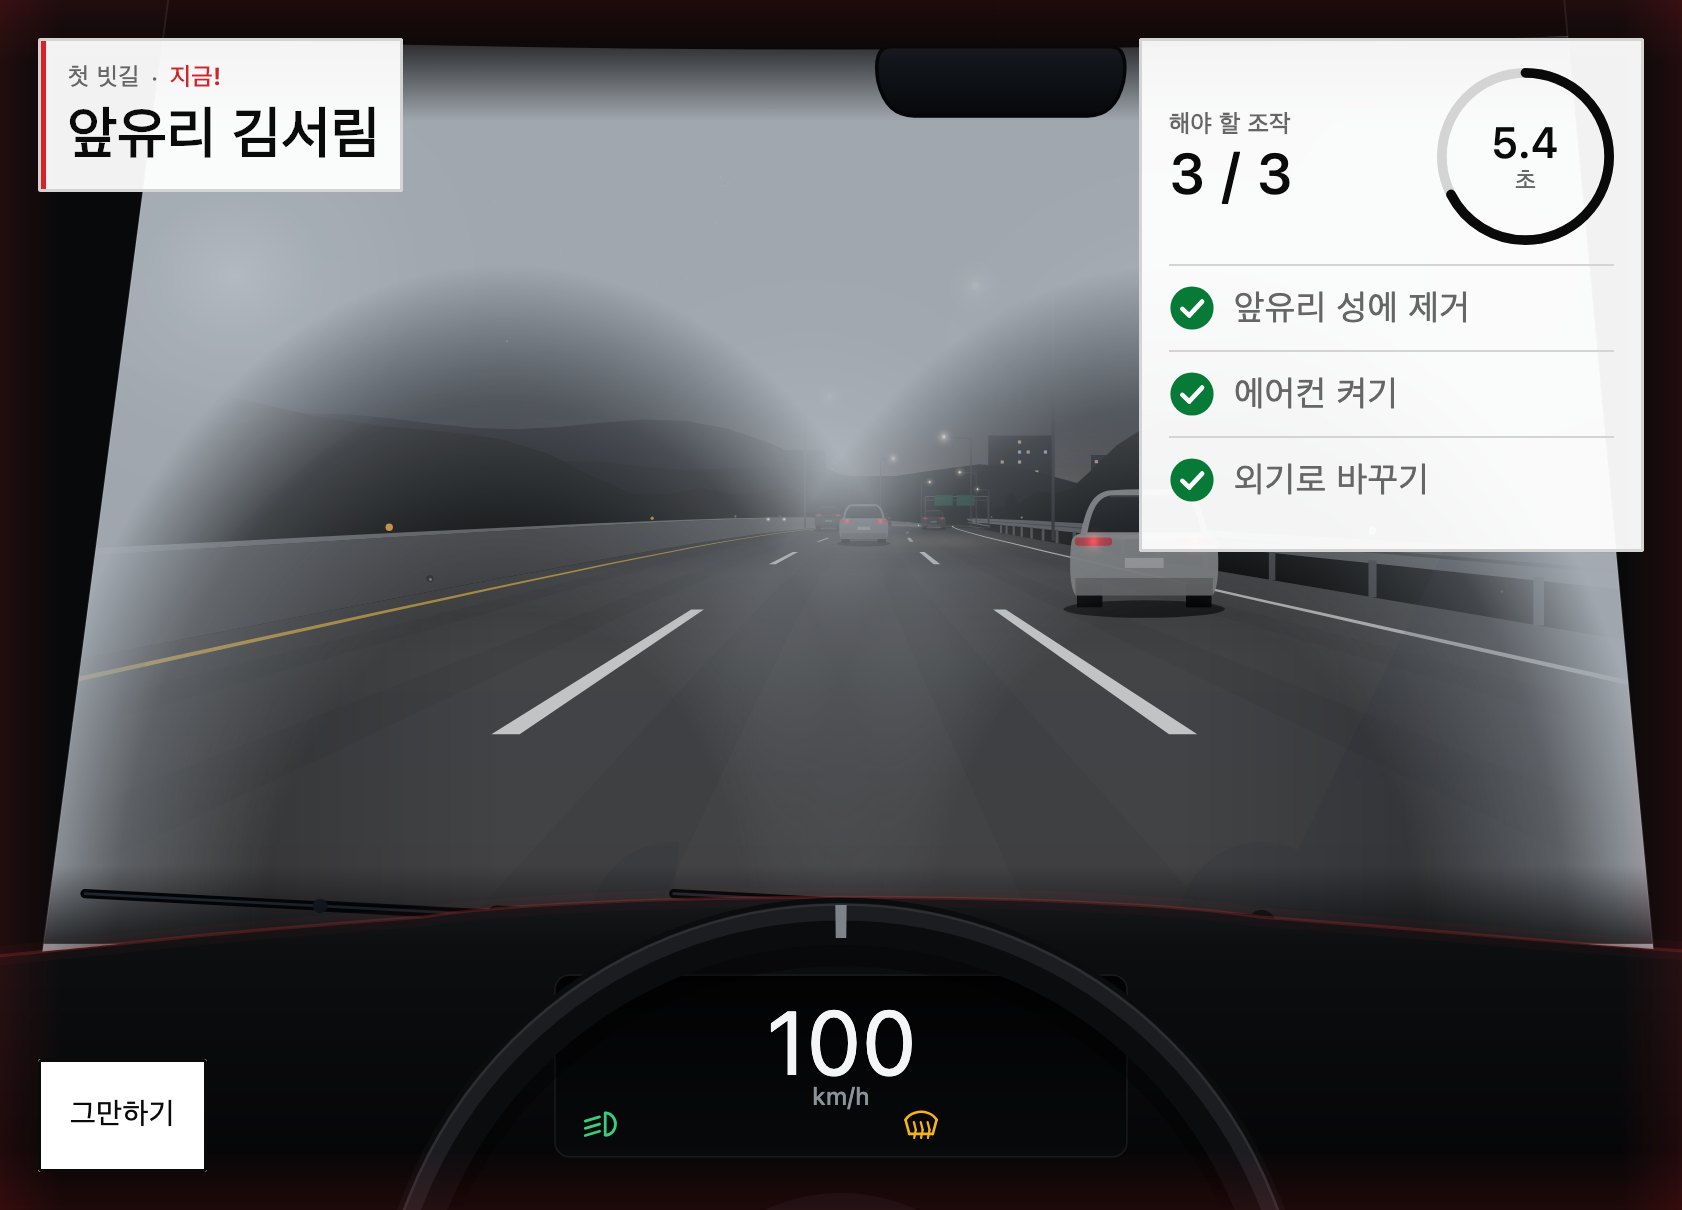 첫 빗길 · 지금!
앞유리 김서림
해야 할 조작
3 / 3
5.4
초
앞유리 성에 제거
에어컨 켜기
외기로 바꾸기
100
km/h
그만하기